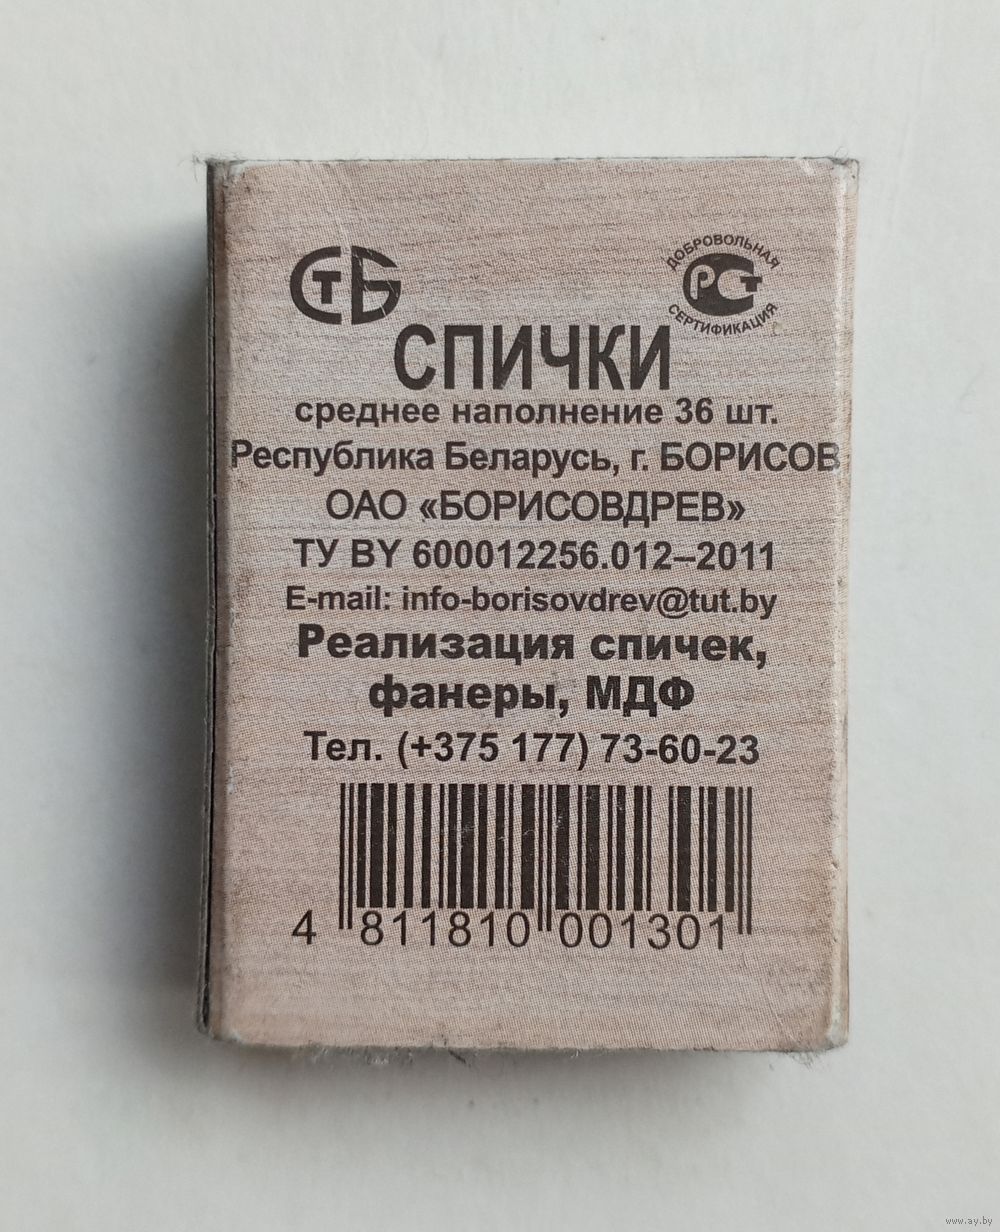 СТБ
ДОБРОВОЛЬНАЯ
РСТ
СЕРТИФИКАЦИЯ
СПИЧКИ
среднее наполнение 36 шт.
Республика Беларусь, г. БОРИСОВ
ОАО «БОРИСОВДРЕВ»
ТУ BY 600012256.012–2011
E-mail: info-borisovdrev@tut.by
Реализация спичек,
фанеры, МДФ
Тел. (+375 177) 73-60-23
4 811810 001301
www.ay.by